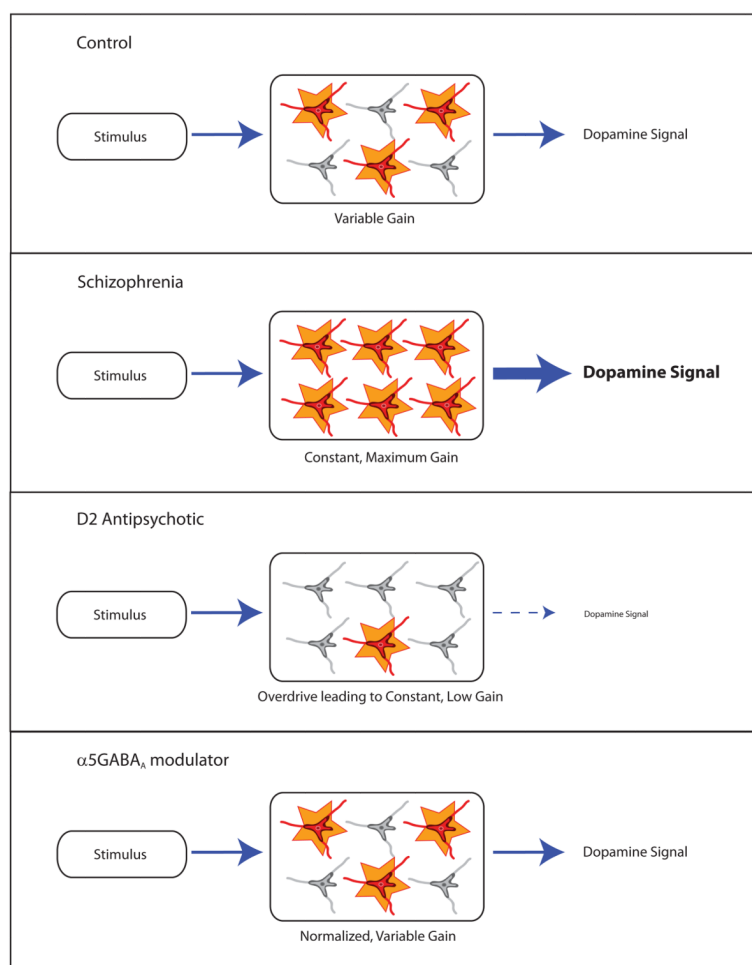 Control
Stimulus
Dopamine Signal
Variable Gain
Schizophrenia
Stimulus
Dopamine Signal
Constant, Maximum Gain
D2 Antipsychotic
Stimulus
Dopamine Signal
Overdrive leading to Constant, Low Gain
α5GABAA modulator
Stimulus
Dopamine Signal
Normalized, Variable Gain